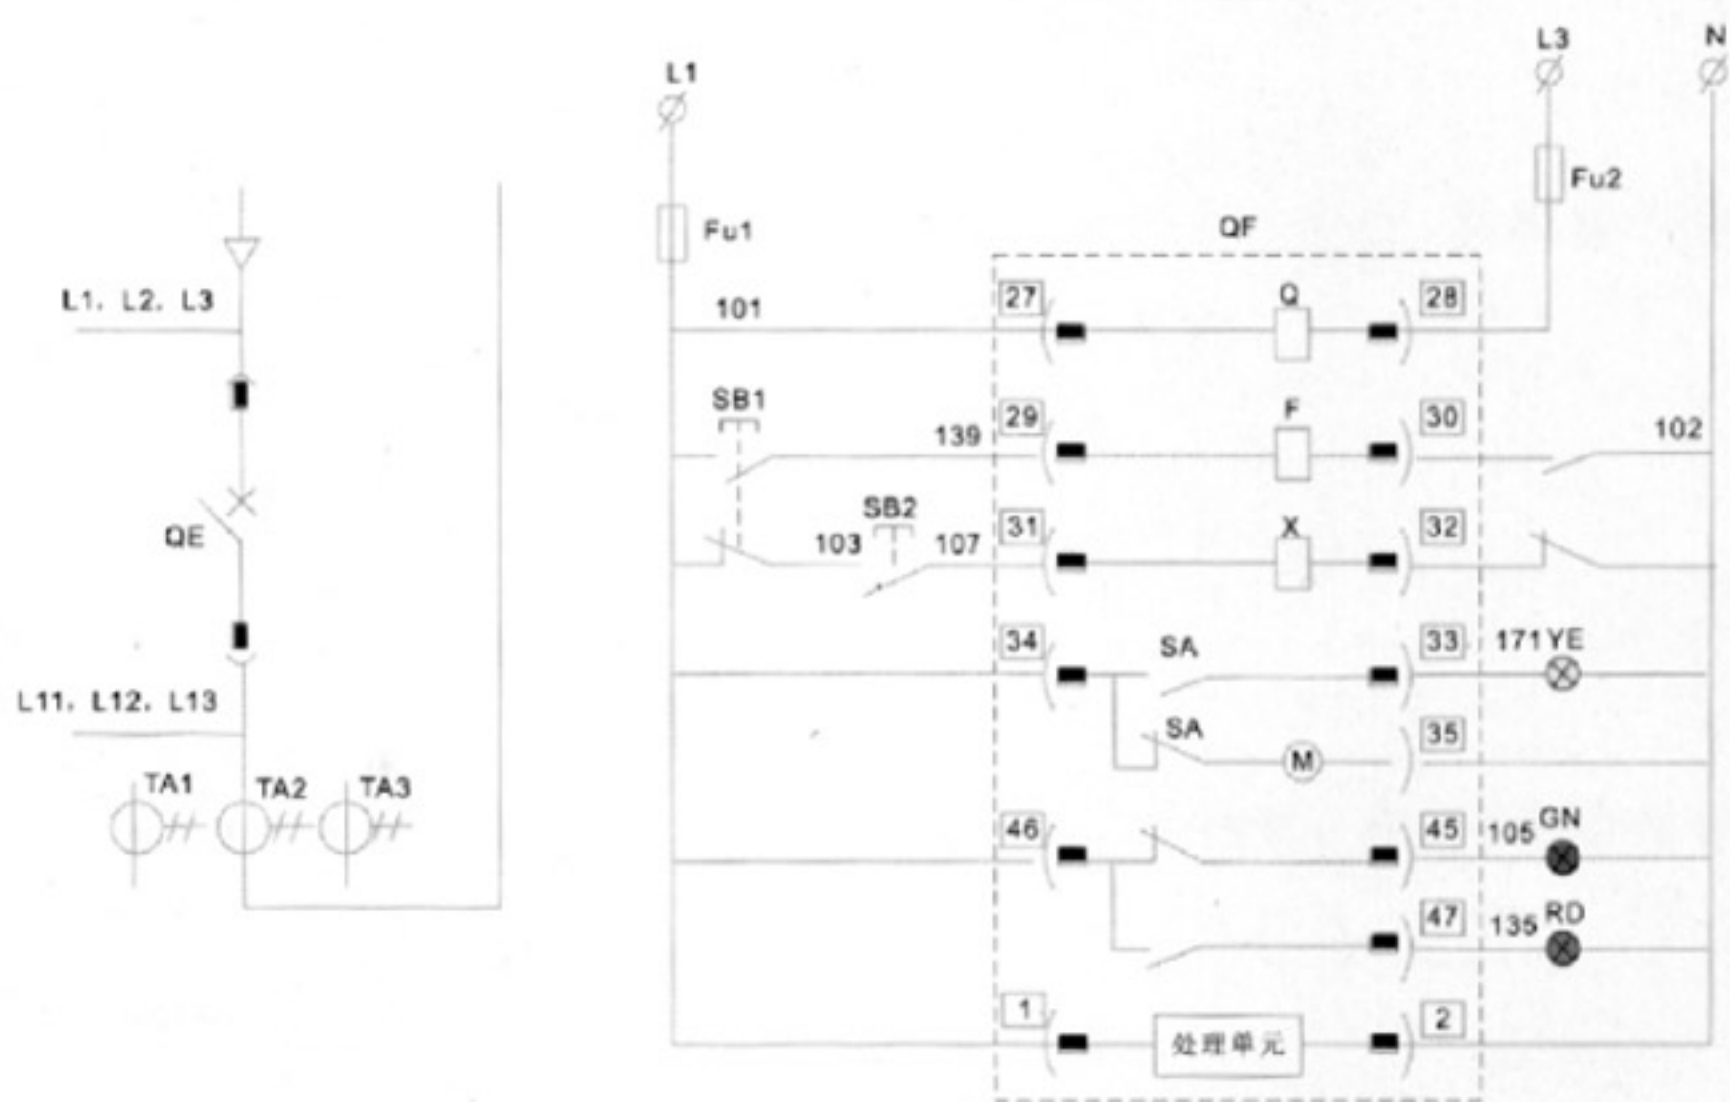 L1
L3
N
Fu1
Fu2
QF
L1, L2, L3
101
27
Q
28
SB1
139
29
F
30
102
QE
SB2
103
107
31
X
32
34
SA
33
171 YE
L11, L12, L13
SA
M
35
TA1
TA2
TA3
46
45
105 GN
47
135 RD
1
处理单元
2